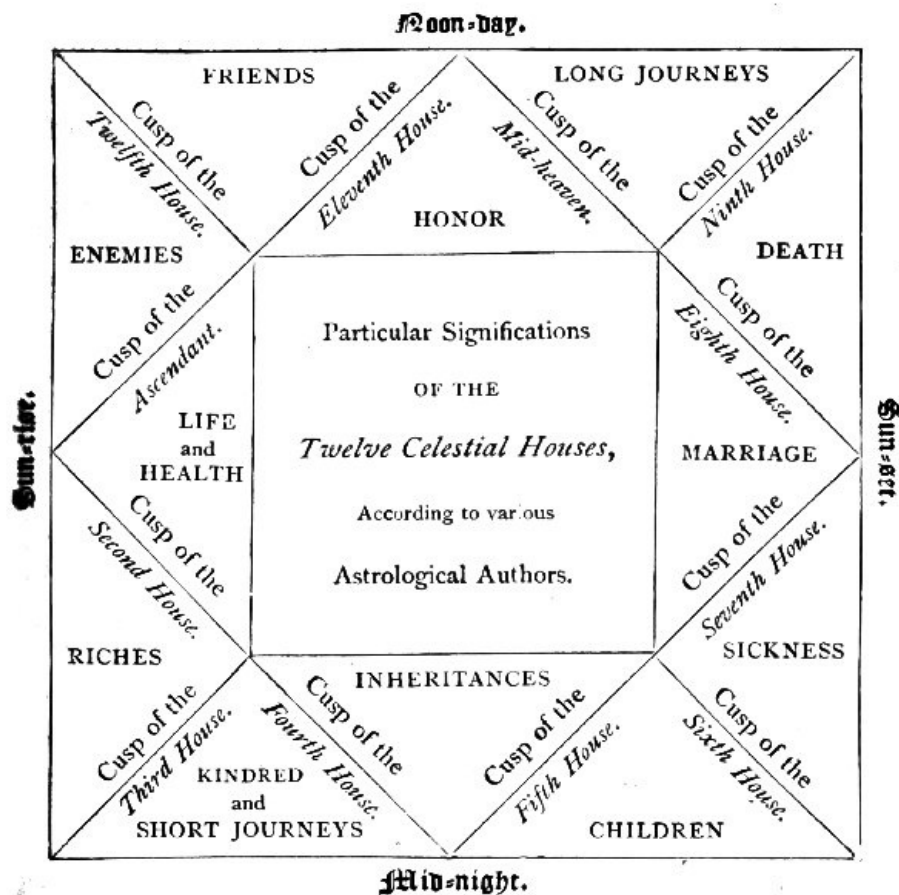 Noon=day.
FRIENDS
LONG JOURNEYS
Cusp of the
Twelfth House.
Cusp of the
Eleventh House.
Cusp of the
Mid-heaven.
Cusp of the
Ninth House.
HONOR
ENEMIES
DEATH
Cusp of the
Ascendant.
Cusp of the
Eighth House.
Particular Significations
OF THE
Twelve Celestial Houses,
According to various
Astrological Authors.
Sun=rise.
LIFE
and
HEALTH
MARRIAGE
Sun=set.
Cusp of the
Second House.
Cusp of the
Seventh House.
RICHES
SICKNESS
INHERITANCES
Cusp of the
Third House.
Cusp of the
Fourth House.
Cusp of the
Fifth House.
Cusp of the
Sixth House.
KINDRED
and
SHORT JOURNEYS
CHILDREN
Mid=night.